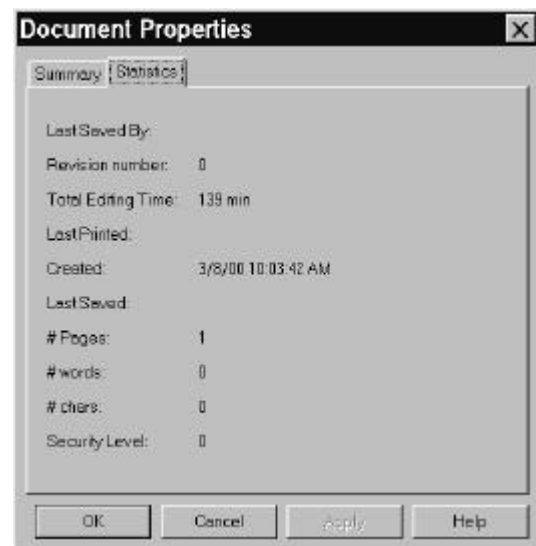 Document Properties
Summary Statistics
Last Saved By:
Revision number: 0
Total Editing Time: 139 min
Last Printed:
Created: 3/8/00 10:03:42 AM
Last Saved:
# Pages: 1
# words: 0
# chars: 0
Security Level: 0
OK Cancel Apply Help